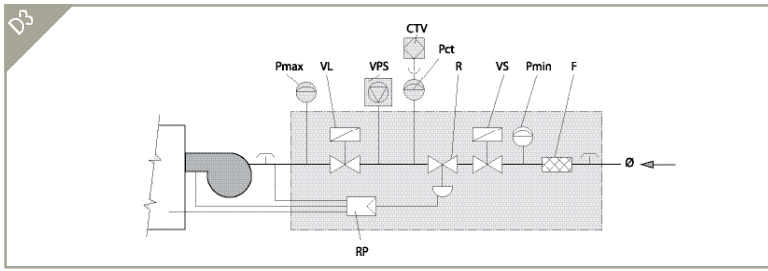 D3
CTV
Pct
Pmax VL VPS R VS Pmin F
Ø
RP